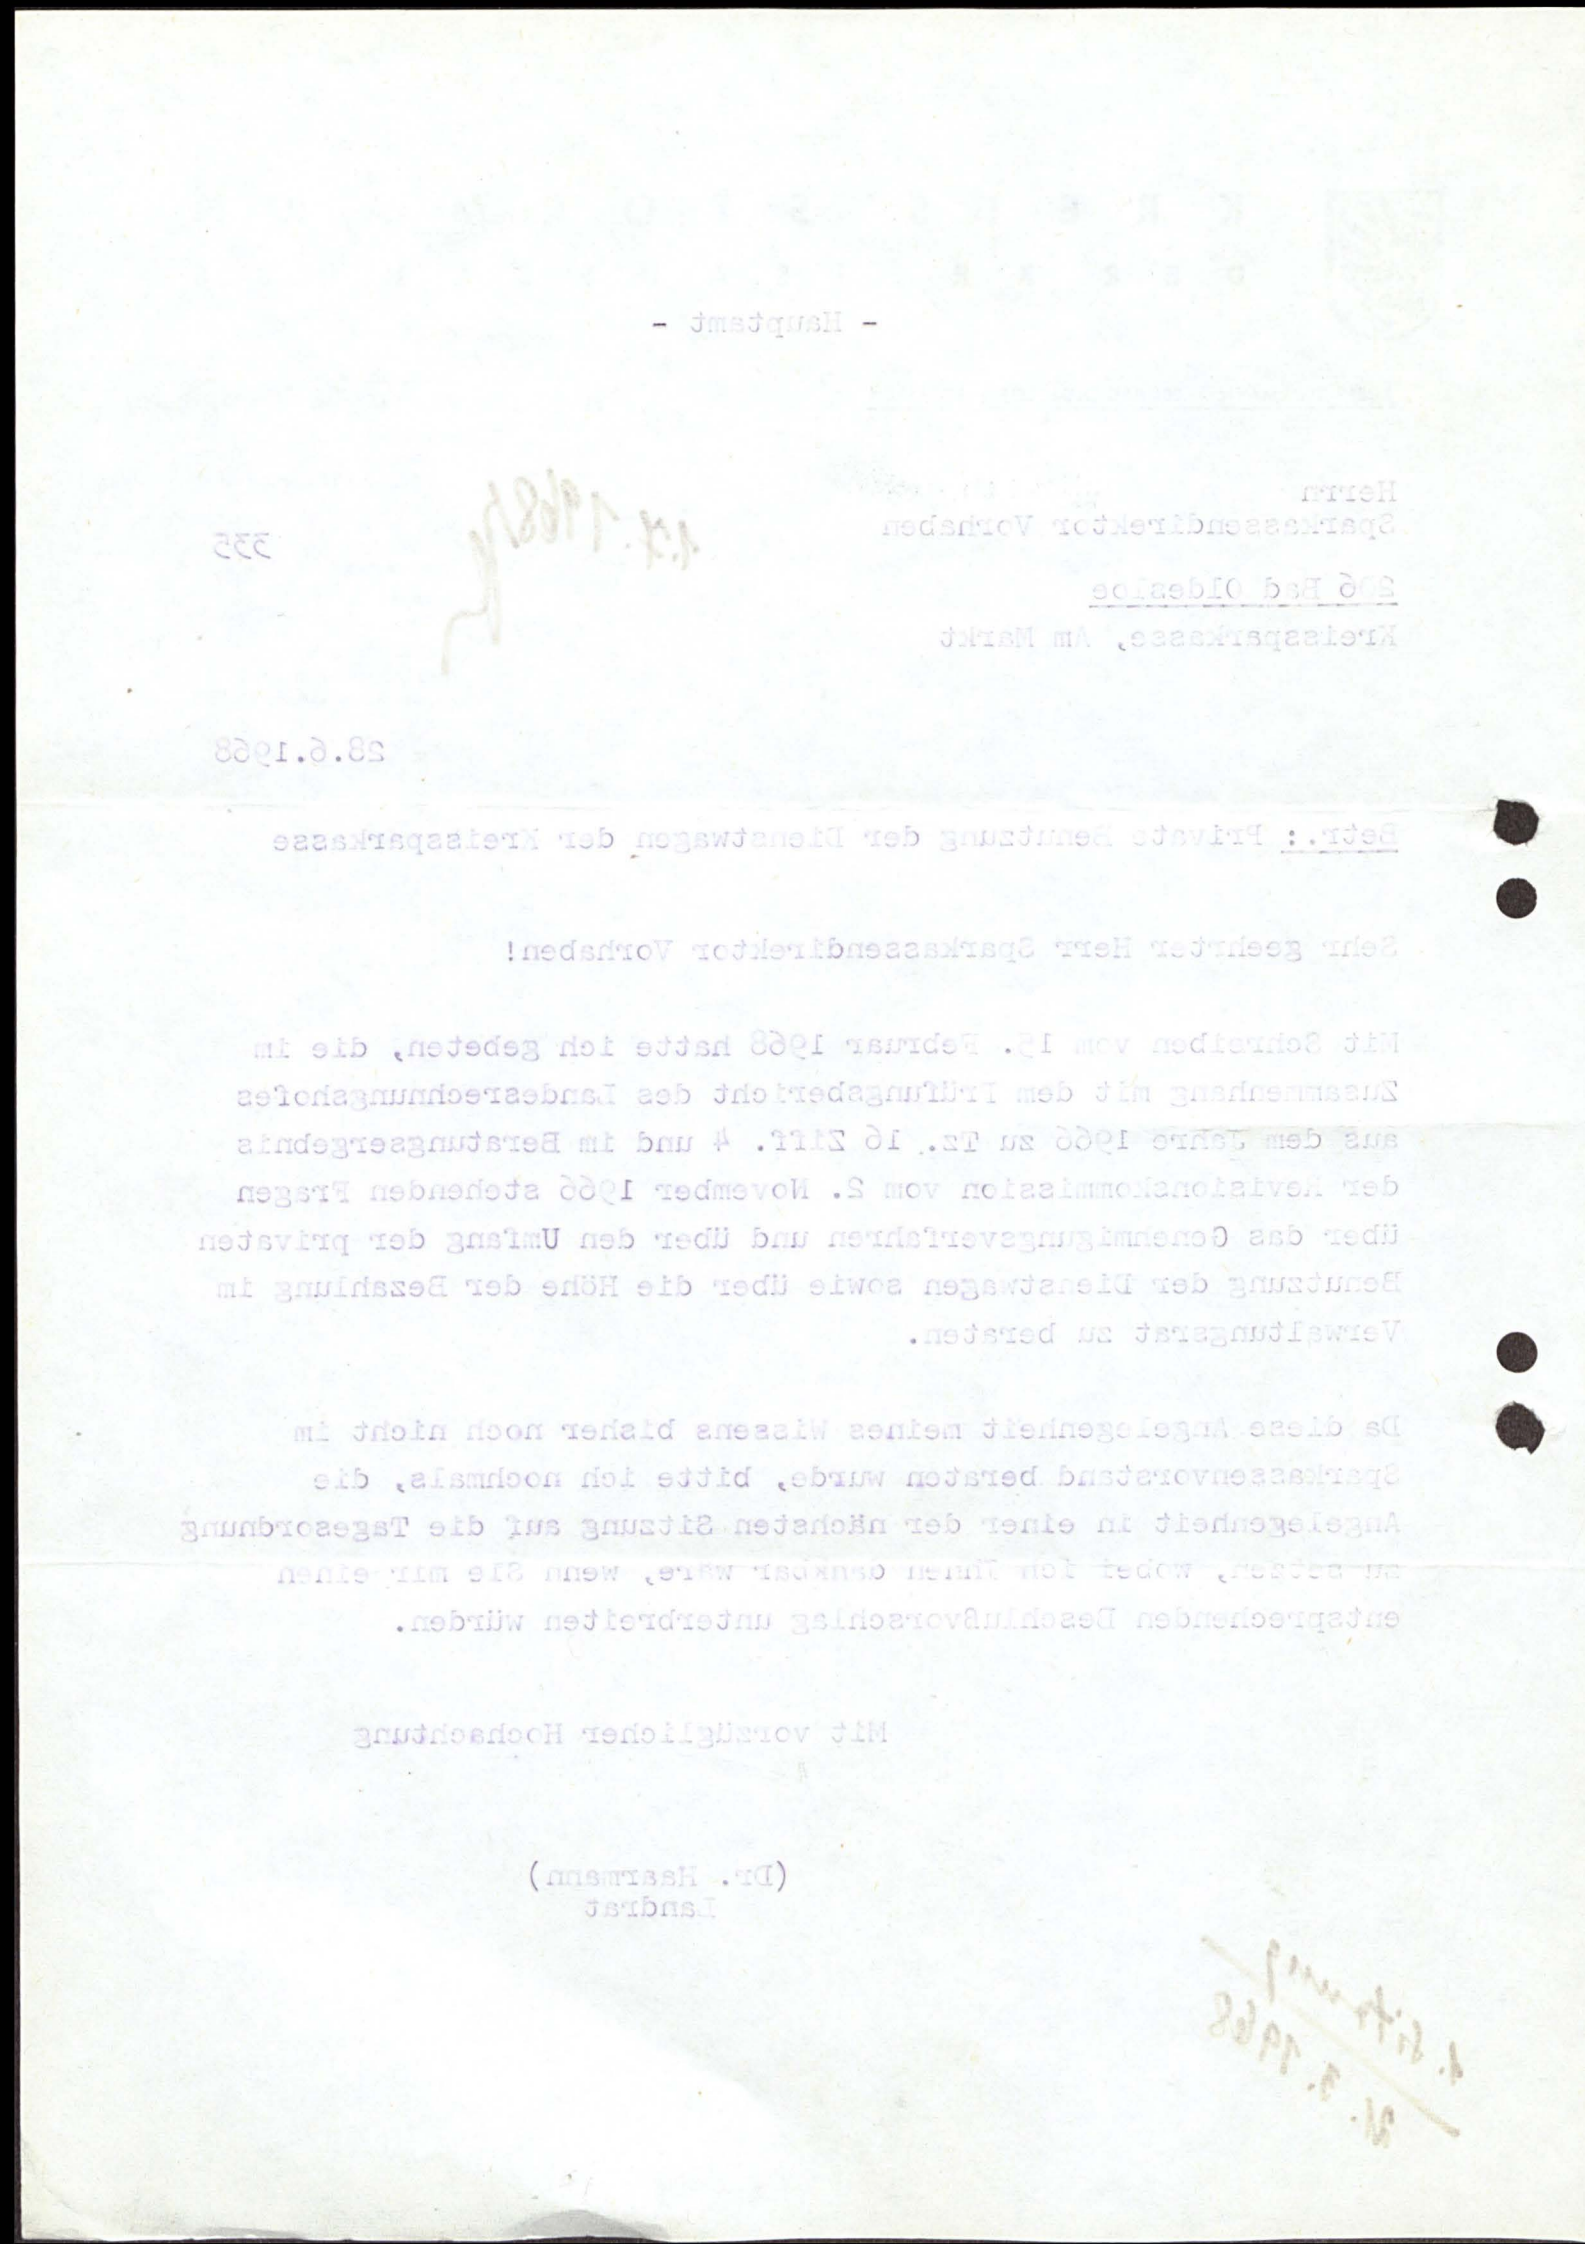 - Hauptamt -
Herrn
Sparkassendirektor Vorhaben
335
1.7.1968
206 Bad Oldesloe
Kreissparkasse, Am Markt
28.6.1968
Betr.: Private Benutzung der Dienstwagen der Kreissparkasse
Sehr geehrter Herr Sparkassendirektor Vorhaben!
Mit Schreiben vom 15. Februar 1968 hatte ich gebeten, die im
Zusammenhang mit dem Prüfungsbericht des Landesrechnungshofes
aus dem Jahre 1966 zu Tz. 16 Ziff. 4 und im Beratungsergebnis
der Revisionskommission vom 2. November 1966 stehenden Fragen
über das Genehmigungsverfahren und über den Umfang der privaten
Benutzung der Dienstwagen sowie über die Höhe der Bezahlung im
Verwaltungsrat zu beraten.
Da diese Angelegenheit meines Wissens bisher noch nicht im
Sparkassenvorstand beraten wurde, bitte ich nochmals, die
Angelegenheit in einer der nächsten Sitzung auf die Tagesordnung
zu setzen, wobei ich Ihnen dankbar wäre, wenn Sie mir einen
entsprechenden Beschlußvorschlag unterbreiten würden.
Mit vorzüglicher Hochachtung
(Dr. Haarmann)
Landrat
1. Sitzung
1968